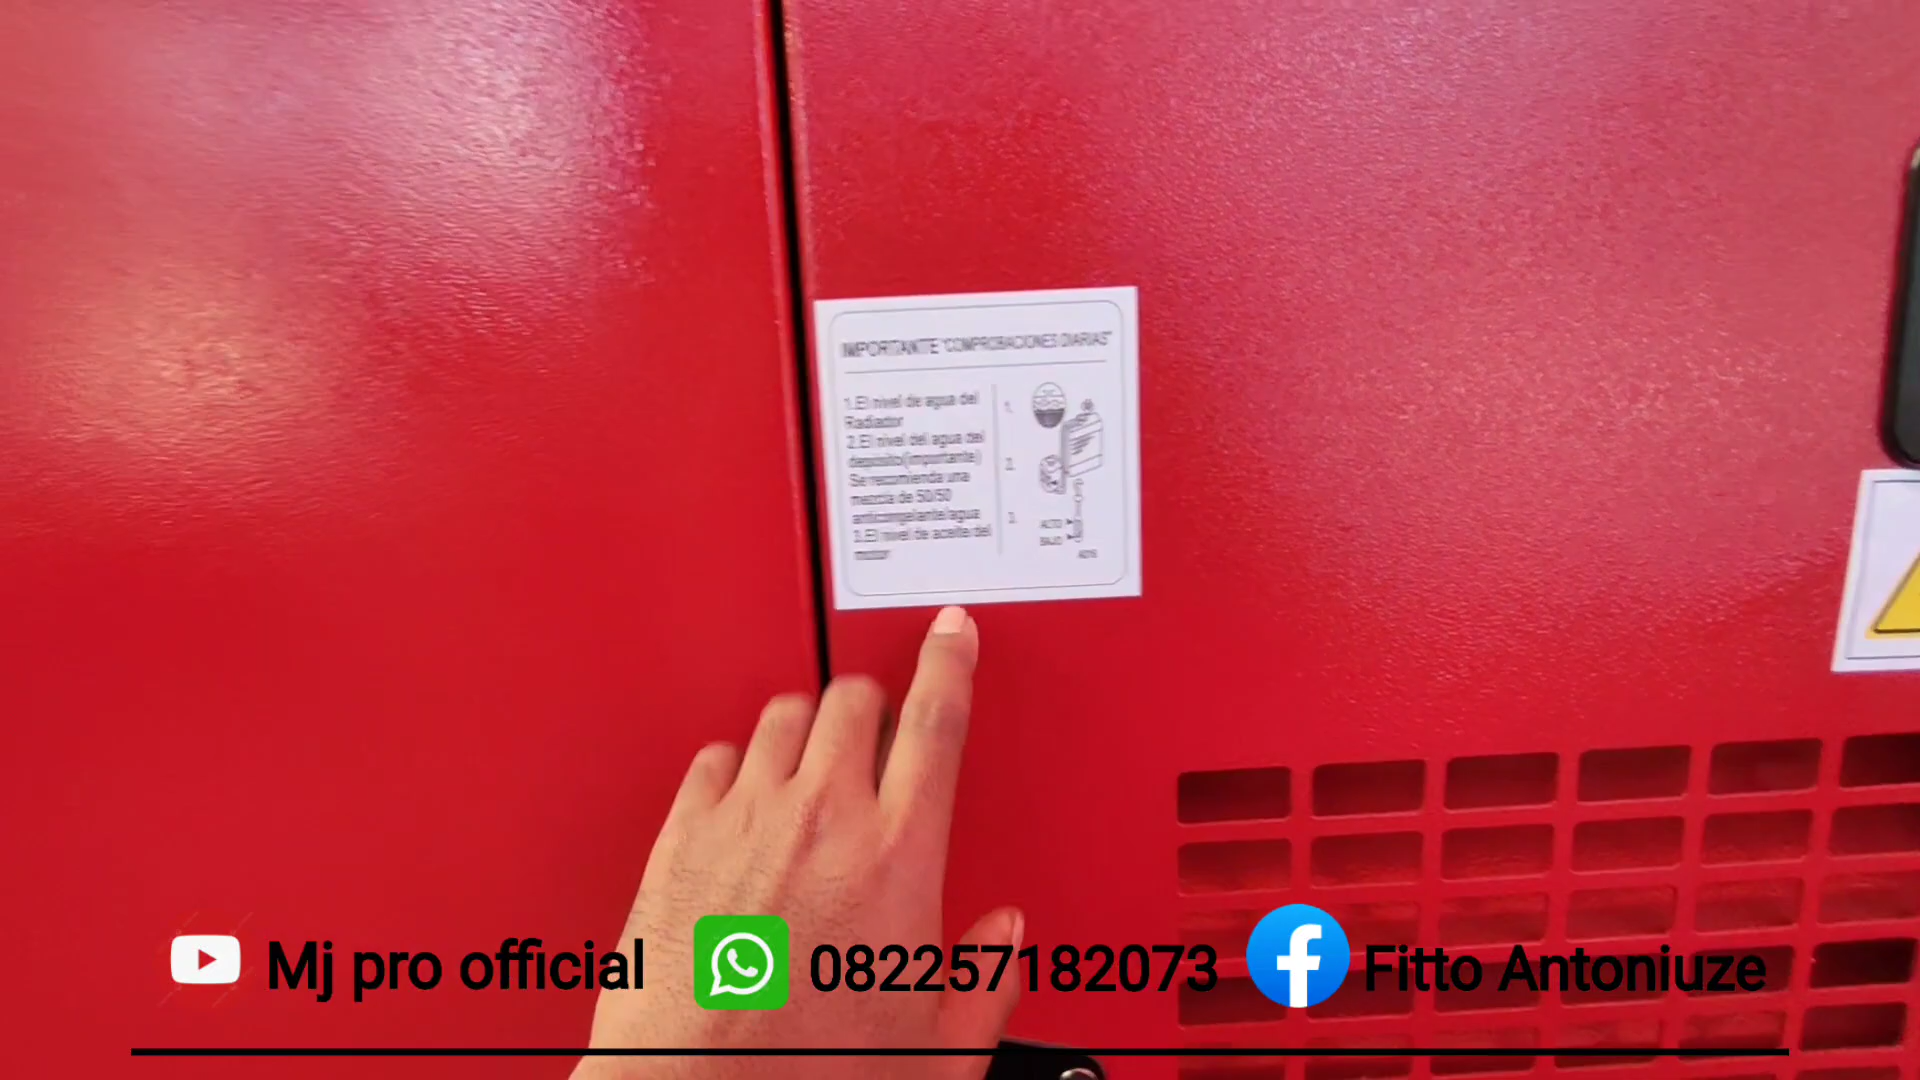 IMPORTANTE "COMPROBACIONES DIARIAS"
1.El nivel de agua del
Radiador
2.El nivel del agua del
deposito(importante)
Se recomienda una
mezcla de 50/50
anticongelante/agua
3.El nivel de aceite del
motor
1.
2.
3.
ALTO
BAJO
Mj pro official
082257182073
Fitto Antoniuze